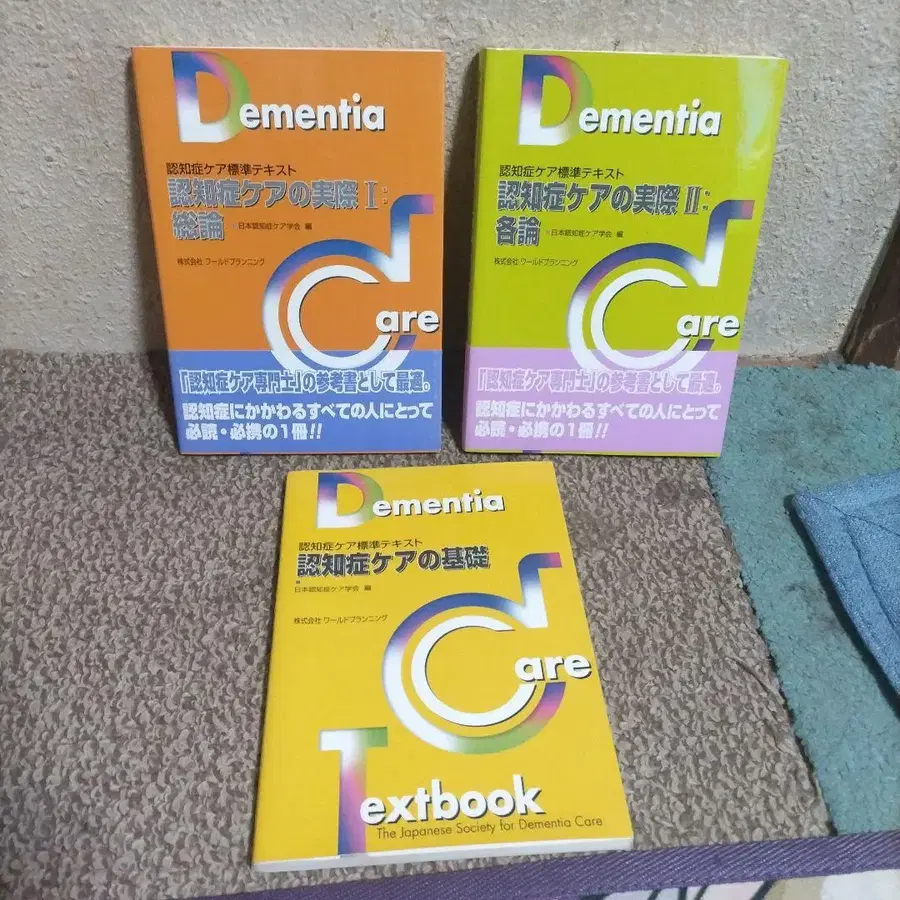 Dementia
認知症ケア標準テキスト
認知症ケアの実際 I:
総論
日本認知症ケア学会 編
株式会社 ワールドプランニング
Care
「認知症ケア専門士」の参考書として最適。
認知症にかかわるすべての人にとって
必読・必携の1冊!!
Dementia
認知症ケア標準テキスト
認知症ケアの実際 II:
各論
・日本認知症ケア学会 編
株式会社 ワールドプランニング
Care
「認知症ケア専門士」の参考書として最適。
認知症にかかわるすべての人にとって
必読・必携の1冊!!
Dementia
認知症ケア標準テキスト
認知症ケアの基礎
日本認知症ケア学会 編
株式会社 ワールドプランニング
Care
Textbook
The Japanese Society for Dementia Care